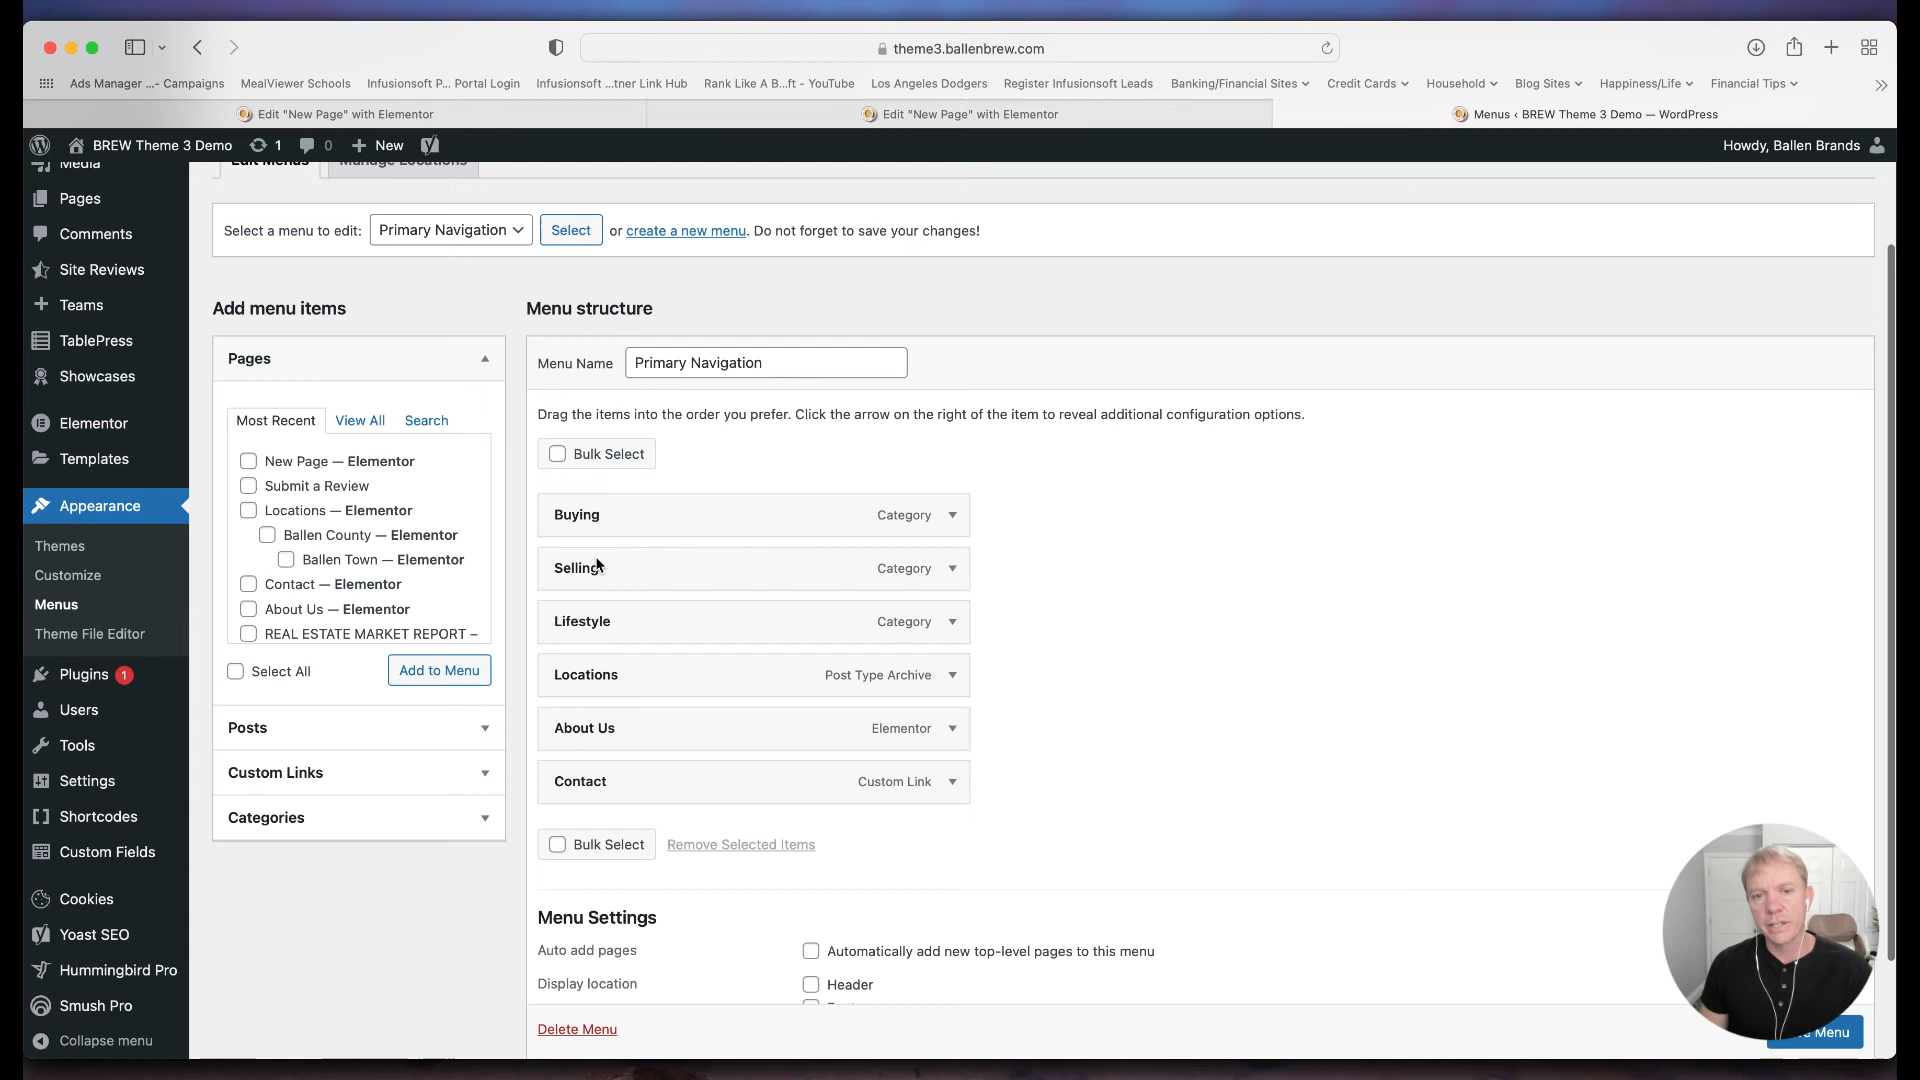 theme3.ballenbrew.com
Ads Manager ...- Campaigns
MealViewer Schools
Infusionsoft P... Portal Login
Infusionsoft ...tner Link Hub
Rank Like A B...ft - YouTube
Los Angeles Dodgers
Register Infusionsoft Leads
Banking/Financial Sites
Credit Cards
Household
Blog Sites
Happiness/Life
Financial Tips
Edit "New Page" with Elementor
Edit "New Page" with Elementor
Menus ‹ BREW Theme 3 Demo — WordPress
BREW Theme 3 Demo
1
0
New
Howdy, Ballen Brands
Media
Pages
Comments
Site Reviews
Teams
TablePress
Showcases
Elementor
Templates
Appearance
Themes
Customize
Menus
Theme File Editor
Plugins 1
Users
Tools
Settings
Shortcodes
Custom Fields
Cookies
Yoast SEO
Hummingbird Pro
Smush Pro
Collapse menu
Edit Menus
Manage Locations
Select a menu to edit: Primary Navigation Select or create a new menu. Do not forget to save your changes!
Add menu items
Pages
Most Recent View All Search
New Page — Elementor
Submit a Review
Locations — Elementor
Ballen County — Elementor
Ballen Town — Elementor
Contact — Elementor
About Us — Elementor
REAL ESTATE MARKET REPORT –
Select All Add to Menu
Posts
Custom Links
Categories
Menu structure
Menu Name Primary Navigation
Drag the items into the order you prefer. Click the arrow on the right of the item to reveal additional configuration options.
Bulk Select
Buying Category
Selling Category
Lifestyle Category
Locations Post Type Archive
About Us Elementor
Contact Custom Link
Bulk Select Remove Selected Items
Menu Settings
Auto add pages Automatically add new top-level pages to this menu
Display location Header
Delete Menu
Menu